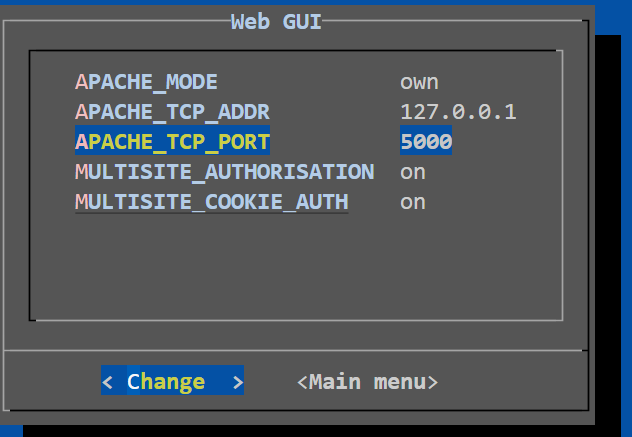 Web GUI
APACHE_MODE own
APACHE_TCP_ADDR 127.0.0.1
APACHE_TCP_PORT 5000
MULTISITE_AUTHORISATION on
MULTISITE_COOKIE_AUTH on
< Change > <Main menu>